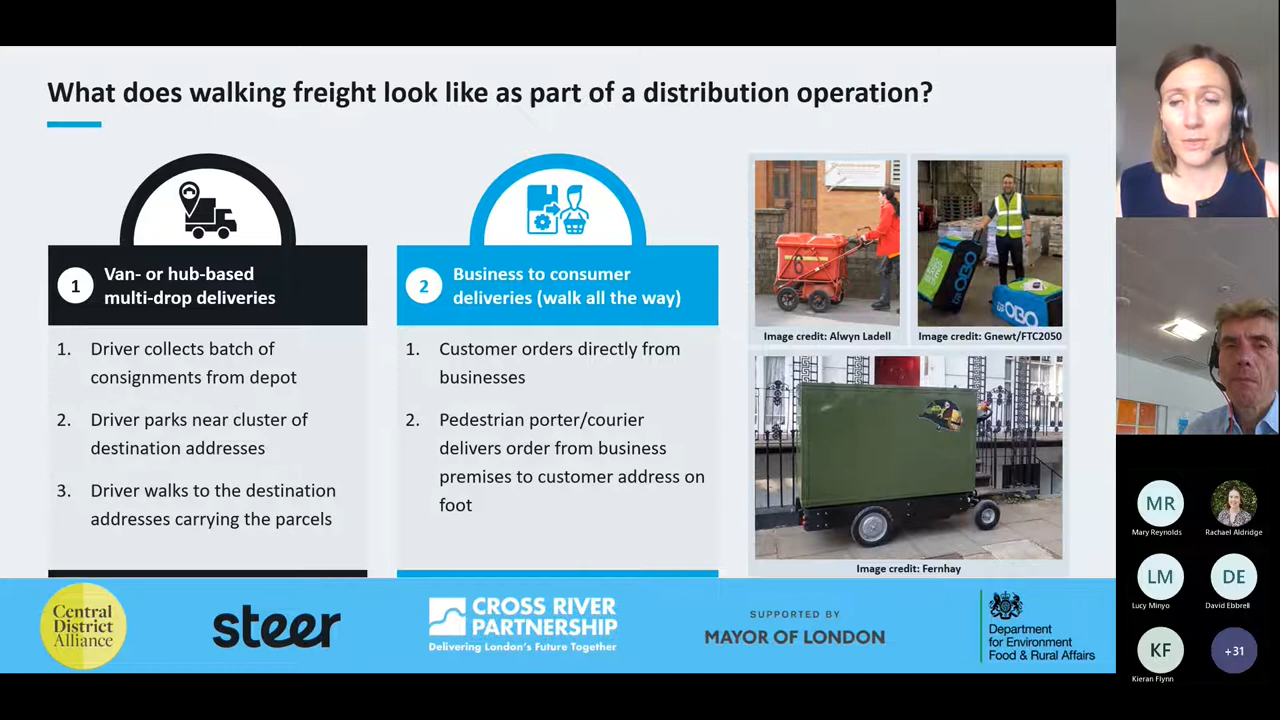 What does walking freight look like as part of a distribution operation?
1
Van- or hub-based
multi-drop deliveries
1. Driver collects batch of
consignments from depot
2. Driver parks near cluster of
destination addresses
3. Driver walks to the destination
addresses carrying the parcels
2
Business to consumer
deliveries (walk all the way)
1. Customer orders directly from
businesses
2. Pedestrian porter/courier
delivers order from business
premises to customer address on
foot
Image credit: Alwyn Ladell
Image credit: Gnewt/FTC2050
Image credit: Fernhay
Central
District
Alliance
steer
CROSS RIVER
PARTNERSHIP
Delivering London's Future Together
SUPPORTED BY
MAYOR OF LONDON
Department
for Environment
Food & Rural Affairs
MR
Mary Reynolds
Rachael Aldridge
LM
Lucy Minyo
DE
David Ebbrell
KF
Kieran Flynn
+31